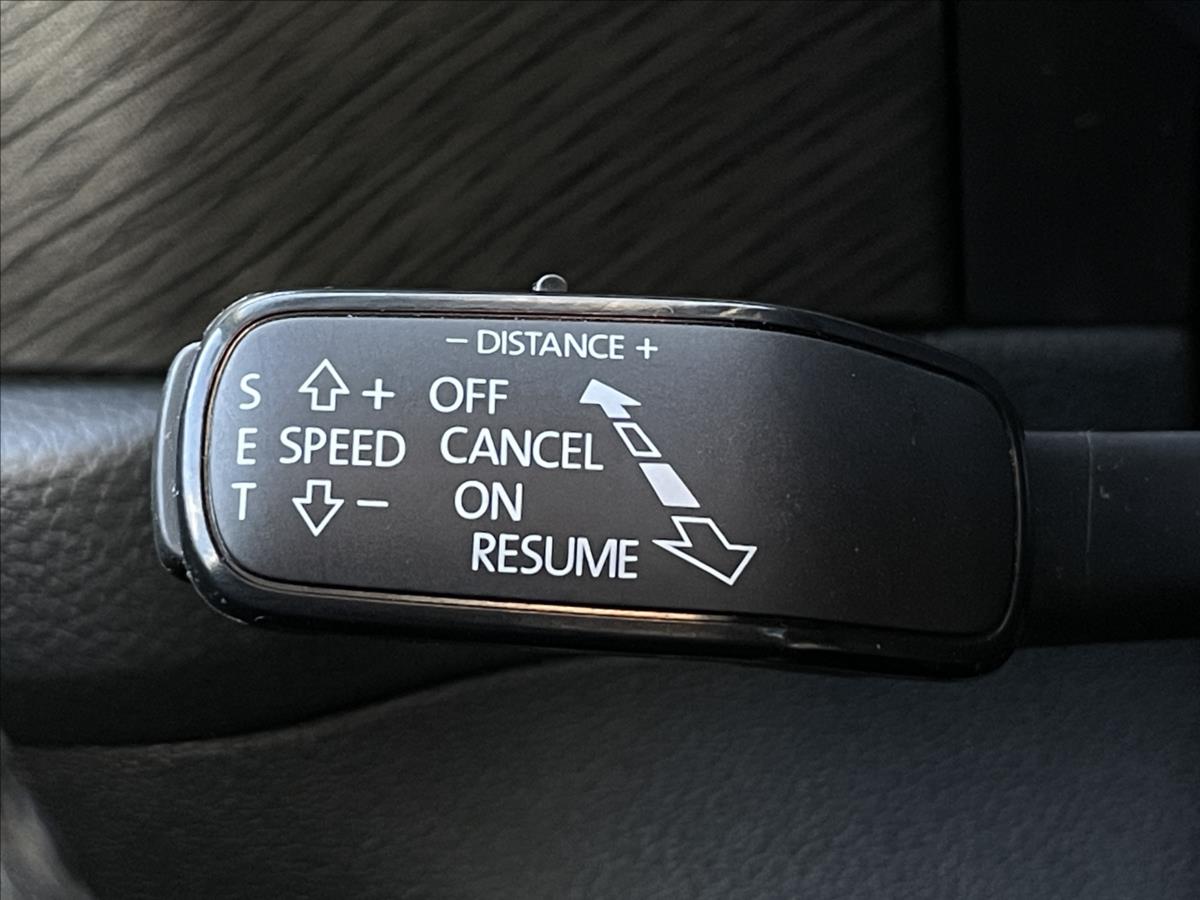 − DISTANCE +
S + OFF
E SPEED CANCEL
T − ON
RESUME